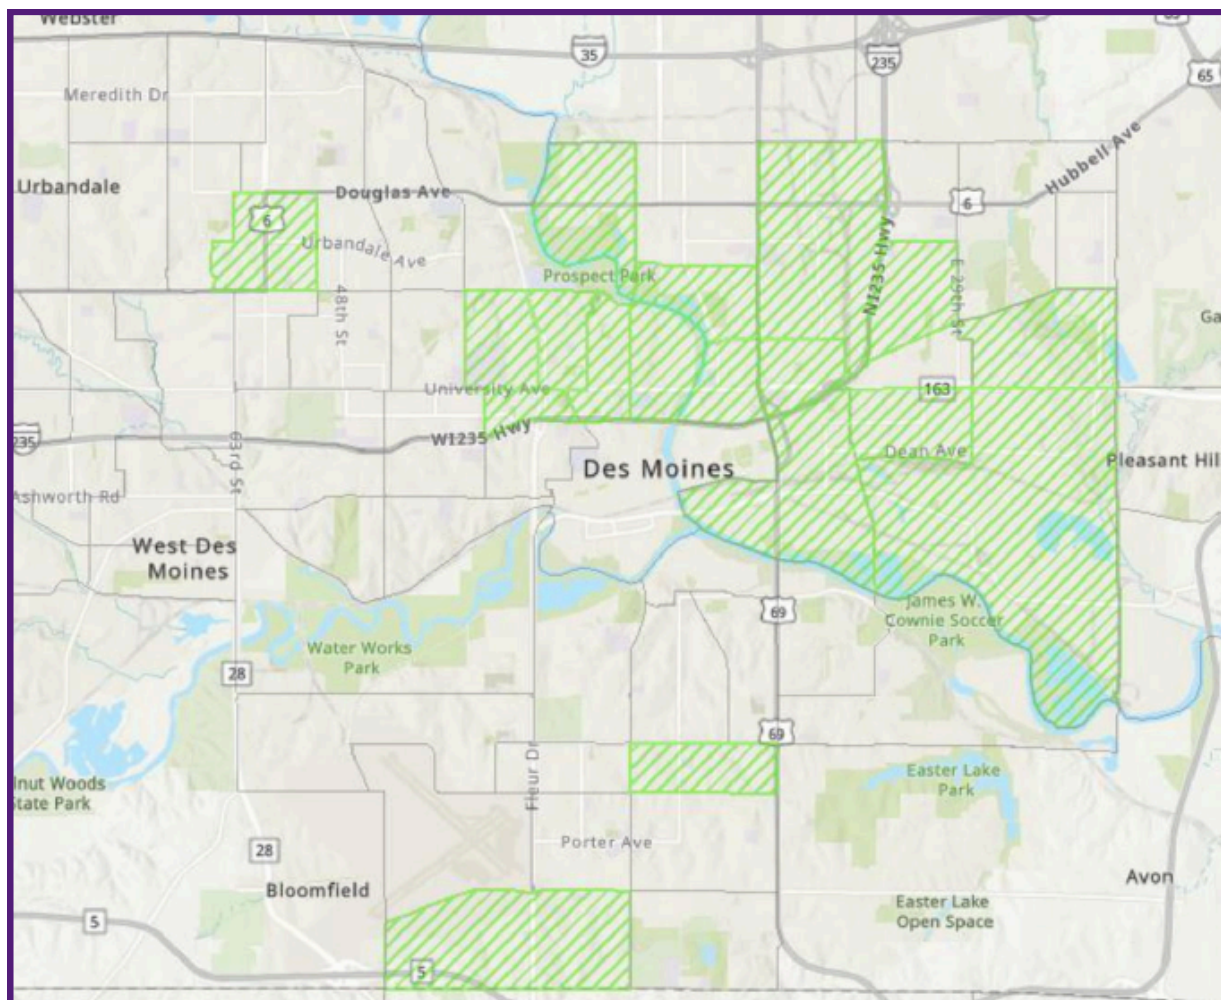 Webster
35
235
65
Meredith Dr
Hubbell Ave
Urbandale
Douglas Ave
6
6
Urbandale Ave
Prospect Park
NI235 Hwy
E 29th St
48th St
Ga
University Ave
163
WI235 Hwy
235
63rd St
Des Moines
Dean Ave
Pleasant Hill
Ashworth Rd
West Des
Moines
69
James W.
Cownie Soccer
Park
Water Works
Park
28
69
Fleur Dr
lnut Woods
State Park
Easter Lake
Park
Porter Ave
28
Bloomfield
Avon
Easter Lake
Open Space
5
5